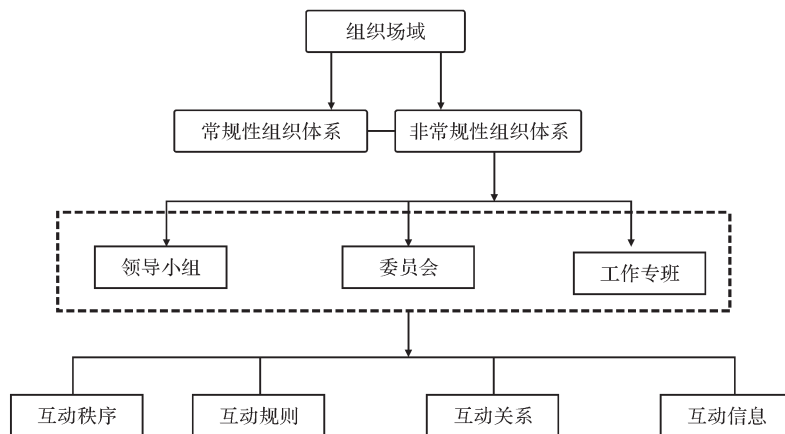 组织场域
常规性组织体系
非常规性组织体系
领导小组
委员会
工作专班
互动秩序
互动规则
互动关系
互动信息